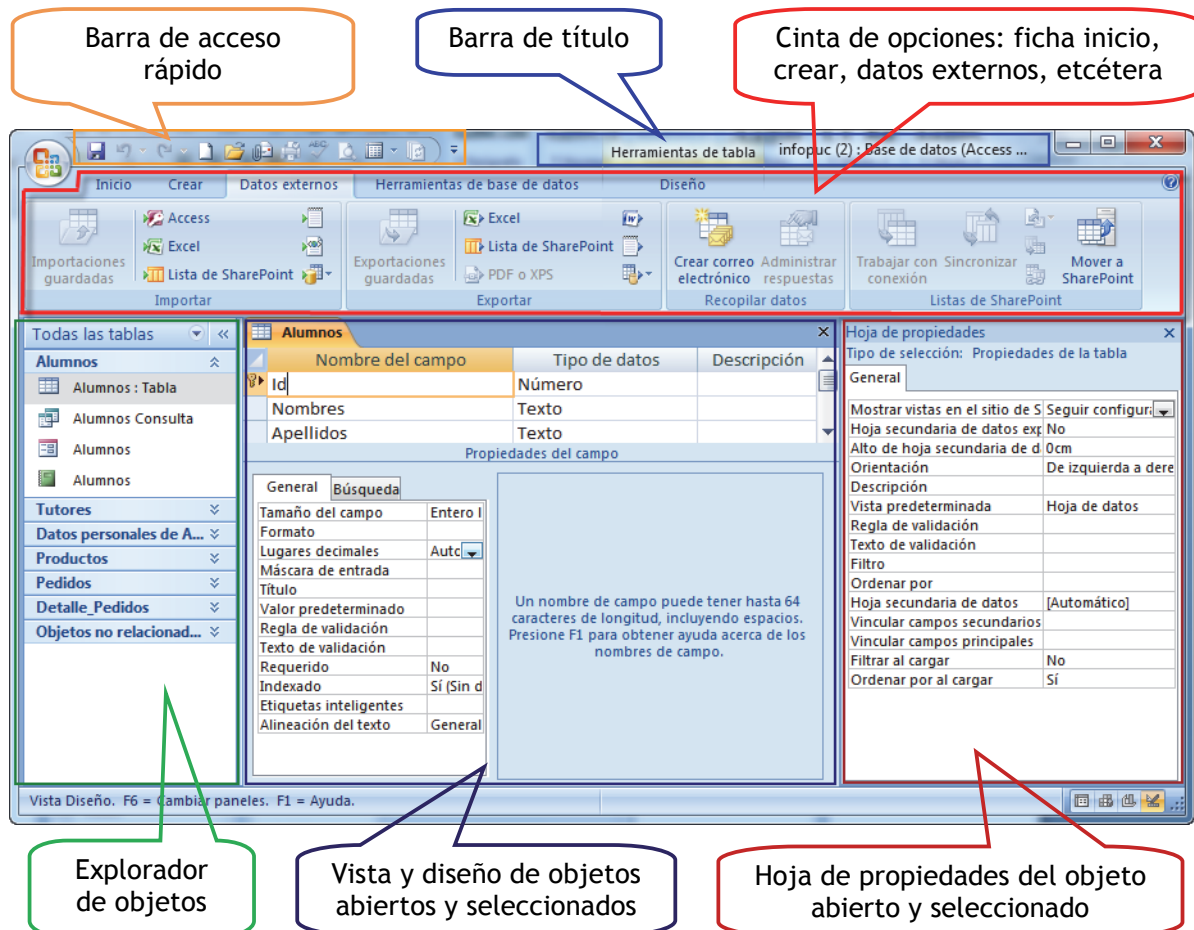 Barra de acceso
rápido
Barra de título
Cinta de opciones: ficha inicio,
crear, datos externos, etcétera
Herramientas de tabla
infopuc (2) : Base de datos (Access ...
Inicio
Crear
Datos externos
Herramientas de base de datos
Diseño
Importaciones
guardadas
Access
Excel
Lista de SharePoint
Importar
Exportaciones
guardadas
Excel
Lista de SharePoint
PDF o XPS
Exportar
Crear correo
electrónico
Administrar
respuestas
Recopilar datos
Trabajar con
conexión
Sincronizar
Mover a
SharePoint
Listas de SharePoint
Todas las tablas
Alumnos
Alumnos : Tabla
Alumnos Consulta
Alumnos
Alumnos
Tutores
Datos personales de A...
Productos
Pedidos
Detalle_Pedidos
Objetos no relacionad...
Alumnos
Nombre del campo Tipo de datos Descripción
Id Número
Nombres Texto
Apellidos Texto
Propiedades del campo
General Búsqueda
Tamaño del campo Entero l
Formato
Lugares decimales Autc
Máscara de entrada
Título
Valor predeterminado
Regla de validación
Texto de validación
Requerido No
Indexado Sí (Sin d
Etiquetas inteligentes
Alineación del texto General
Un nombre de campo puede tener hasta 64
caracteres de longitud, incluyendo espacios.
Presione F1 para obtener ayuda acerca de los
nombres de campo.
Hoja de propiedades
Tipo de selección: Propiedades de la tabla
General
Mostrar vistas en el sitio de S Seguir configura
Hoja secundaria de datos exp No
Alto de hoja secundaria de d 0cm
Orientación De izquierda a dere
Descripción
Vista predeterminada Hoja de datos
Regla de validación
Texto de validación
Filtro
Ordenar por
Hoja secundaria de datos [Automático]
Vincular campos secundarios
Vincular campos principales
Filtrar al cargar No
Ordenar por al cargar Sí
Vista Diseño. F6 = Cambiar paneles. F1 = Ayuda.
Explorador
de objetos
Vista y diseño de objetos
abiertos y seleccionados
Hoja de propiedades del objeto
abierto y seleccionado